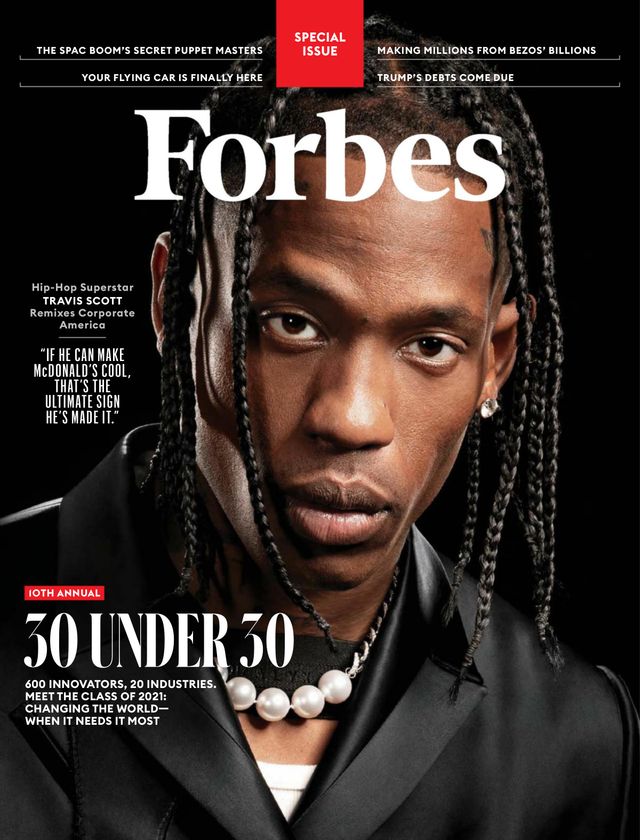 SPECIAL
ISSUE
THE SPAC BOOM'S SECRET PUPPET MASTERS
YOUR FLYING CAR IS FINALLY HERE
MAKING MILLIONS FROM BEZOS' BILLIONS
TRUMP'S DEBTS COME DUE
Forbes
Hip-Hop Superstar
TRAVIS SCOTT
Remixes Corporate
America
“IF HE CAN MAKE
McDONALD'S COOL,
THAT'S THE
ULTIMATE SIGN
HE'S MADE IT.”
10TH ANNUAL
30 UNDER 30
600 INNOVATORS, 20 INDUSTRIES.
MEET THE CLASS OF 2021:
CHANGING THE WORLD—
WHEN IT NEEDS IT MOST